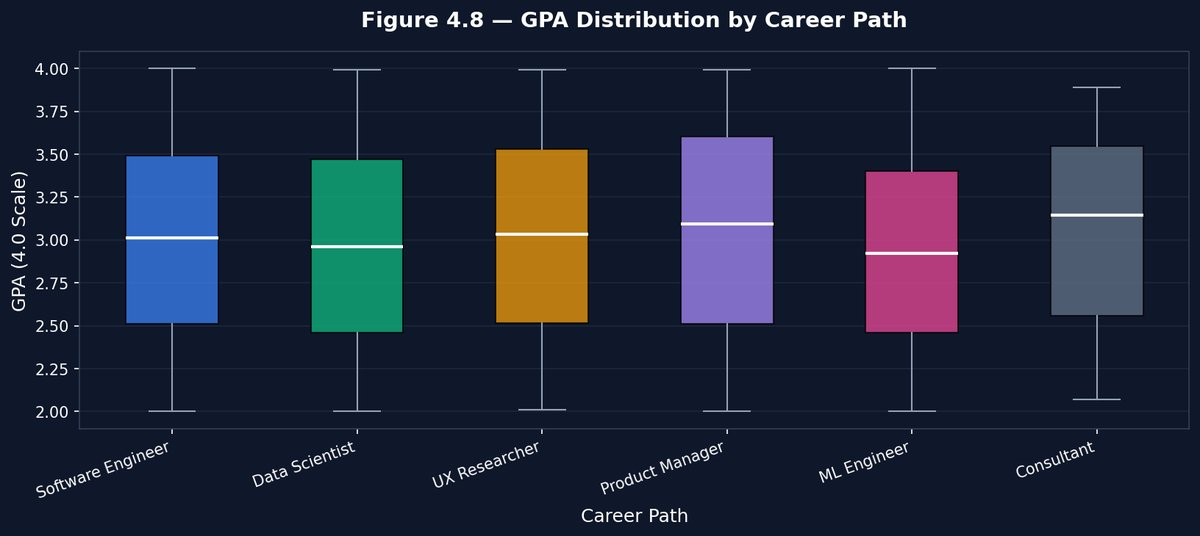 Figure 4.8 — GPA Distribution by Career Path
GPA (4.0 Scale)
4.00
3.75
3.50
3.25
3.00
2.75
2.50
2.25
2.00
Software Engineer
Data Scientist
UX Researcher
Product Manager
ML Engineer
Consultant
Career Path